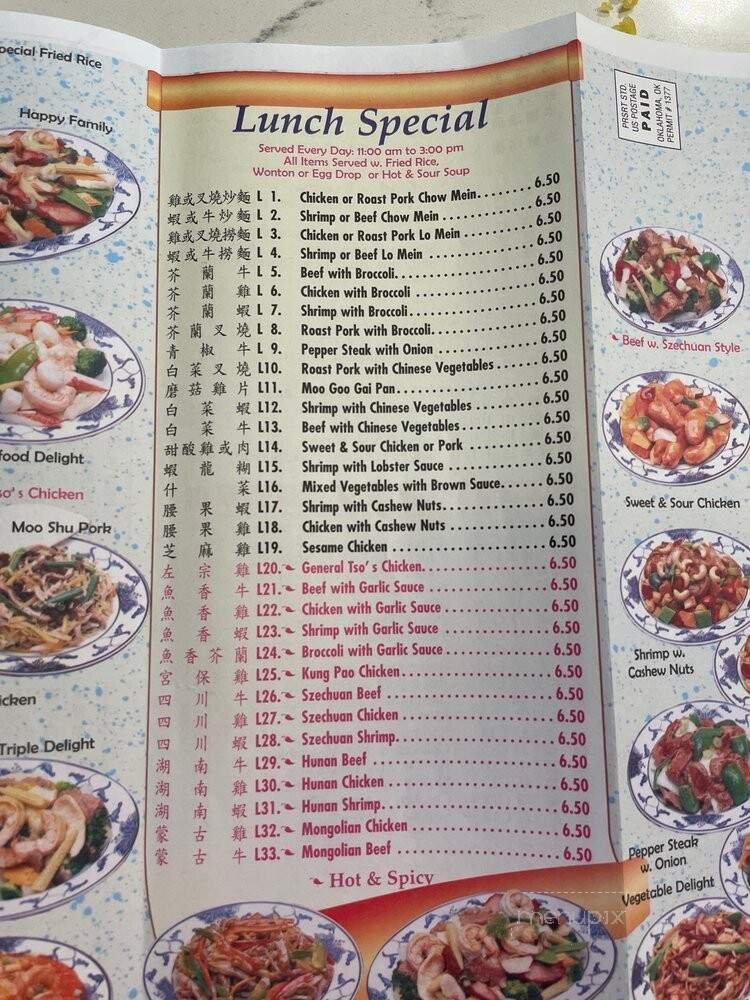 pecial Fried Rice
Happy Family
food Delight
so's Chicken
Moo Shu Pork
icken
Triple Delight
Lunch Special
Served Every Day: 11:00 am to 3:00 pm
All Items Served w. Fried Rice,
Wonton or Egg Drop or Hot & Sour Soup
雞或叉燒炒麵 L 1. Chicken or Roast Pork Chow Mein........ 6.50
蝦或牛炒麵 L 2. Shrimp or Beef Chow Mein ............... 6.50
雞或叉燒撈麵 L 3. Chicken or Roast Pork Lo Mein ........... 6.50
蝦或牛撈麵 L 4. Shrimp or Beef Lo Mein ................. 6.50
芥蘭牛 L 5. Beef with Broccoli........................ 6.50
芥蘭雞 L 6. Chicken with Broccoli .................... 6.50
芥蘭蝦 L 7. Shrimp with Broccoli..................... 6.50
芥蘭叉燒 L 8. Roast Pork with Broccoli................. 6.50
青椒牛 L 9. Pepper Steak with Onion ................. 6.50
白菜叉燒 L10. Roast Pork with Chinese Vegetables ....... 6.50
蘑菇雞片 L11. Moo Goo Gai Pan........................ 6.50
白菜蝦 L12. Shrimp with Chinese Vegetables .......... 6.50
白菜牛 L13. Beef with Chinese Vegetables............. 6.50
甜酸雞或肉 L14. Sweet & Sour Chicken or Pork ............ 6.50
蝦龍糊 L15. Shrimp with Lobster Sauce ............... 6.50
什菜 L16. Mixed Vegetables with Brown Sauce....... 6.50
腰果蝦 L17. Shrimp with Cashew Nuts................. 6.50
腰果雞 L18. Chicken with Cashew Nuts ............... 6.50
芝麻雞 L19. Sesame Chicken ......................... 6.50
左宗雞 L20. General Tso's Chicken.................... 6.50
魚香牛 L21. Beef with Garlic Sauce ................... 6.50
魚香雞 L22. Chicken with Garlic Sauce ................ 6.50
魚香蝦 L23. Shrimp with Garlic Sauce ................ 6.50
魚香芥蘭 L24. Broccoli with Garlic Sauce................ 6.50
宮保雞 L25. Kung Pao Chicken....................... 6.50
四川牛 L26. Szechuan Beef .......................... 6.50
四川雞 L27. Szechuan Chicken ....................... 6.50
四川蝦 L28. Szechuan Shrimp........................ 6.50
湖南牛 L29. Hunan Beef ............................ 6.50
湖南雞 L30. Hunan Chicken ......................... 6.50
湖南蝦 L31. Hunan Shrimp.......................... 6.50
蒙古雞 L32. Mongolian Chicken ...................... 6.50
蒙古牛 L33. Mongolian Beef ......................... 6.50
Hot & Spicy
PRSRT STD.
US POSTAGE
PAID
OKLAHOMA, OK
PERMIT # 1377
Beef w. Szechuan Style
Sweet & Sour Chicken
Shrimp w.
Cashew Nuts
Pepper Steak
w. Onion
Vegetable Delight
menupix